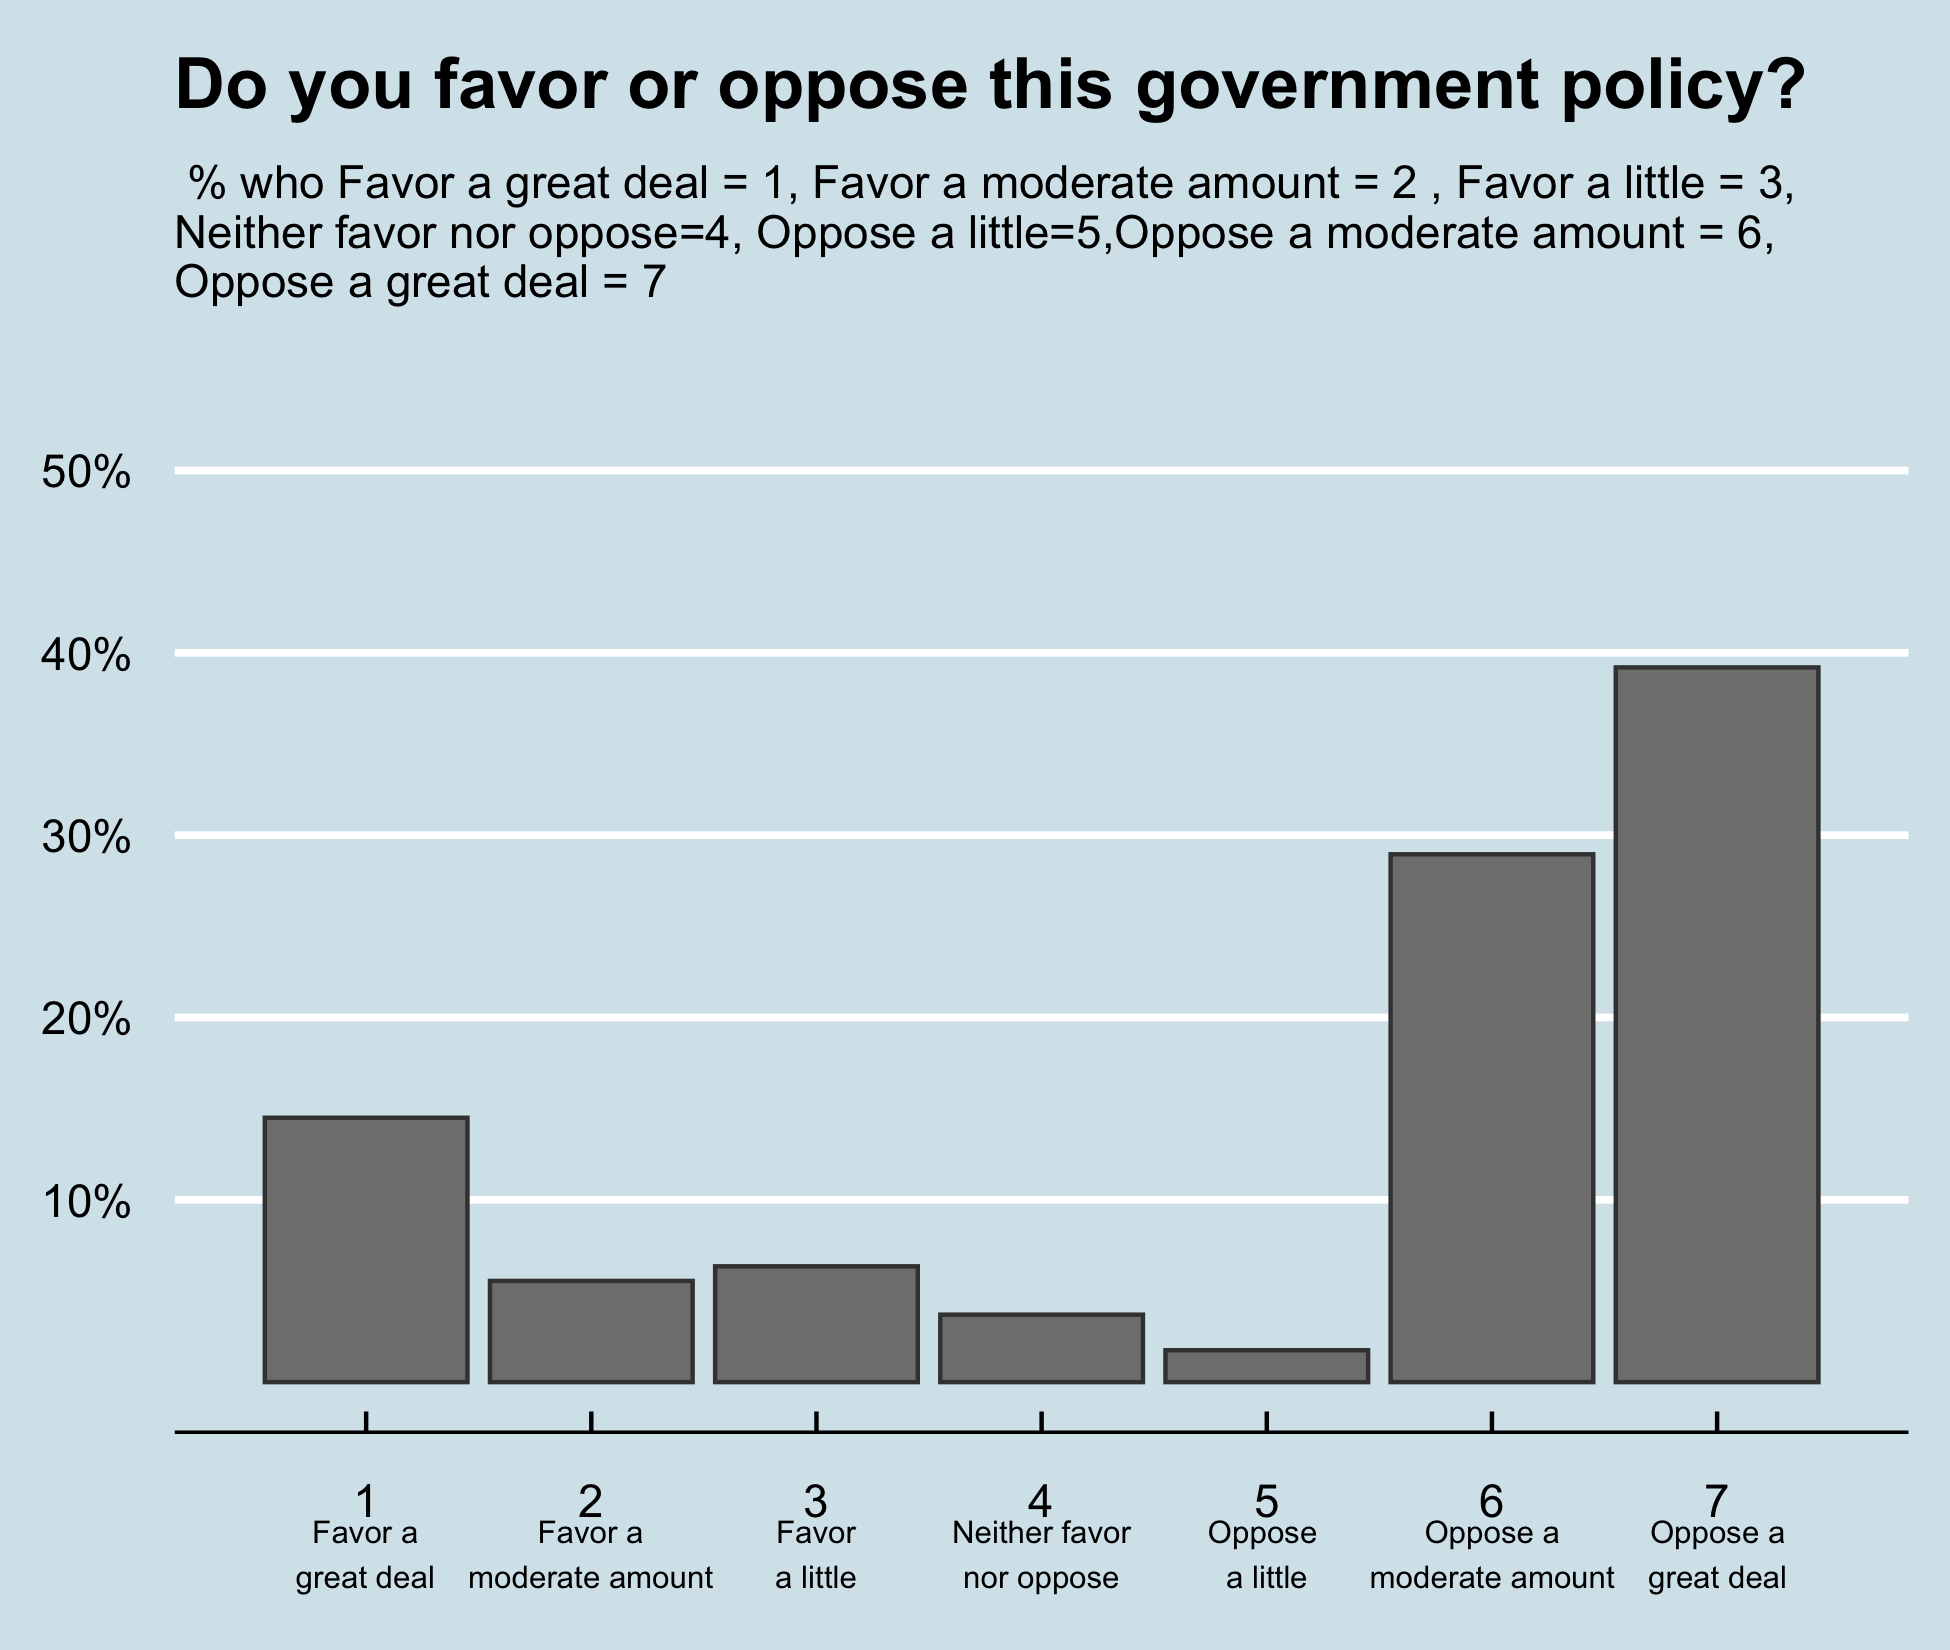 Do you favor or oppose this government policy?
% who Favor a great deal = 1, Favor a moderate amount = 2 , Favor a little = 3,
Neither favor nor oppose=4, Oppose a little=5,Oppose a moderate amount = 6,
Oppose a great deal = 7
50%
40%
30%
20%
10%
1 2 3 4 5 6 7
Favor a Favor a Favor Neither favor Oppose Oppose a Oppose a
great deal moderate amount a little nor oppose a little moderate amount great deal